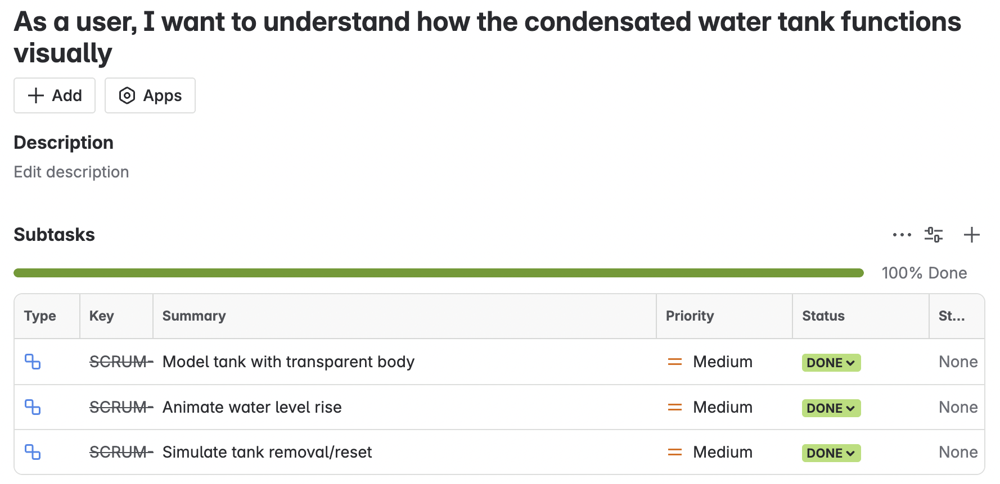 As a user, I want to understand how the condensated water tank functions
visually
Add Apps
Description
Edit description
Subtasks
100% Done
Type Key Summary Priority Status St...
SCRUM- Model tank with transparent body Medium DONE None
SCRUM- Animate water level rise Medium DONE None
SCRUM- Simulate tank removal/reset Medium DONE None